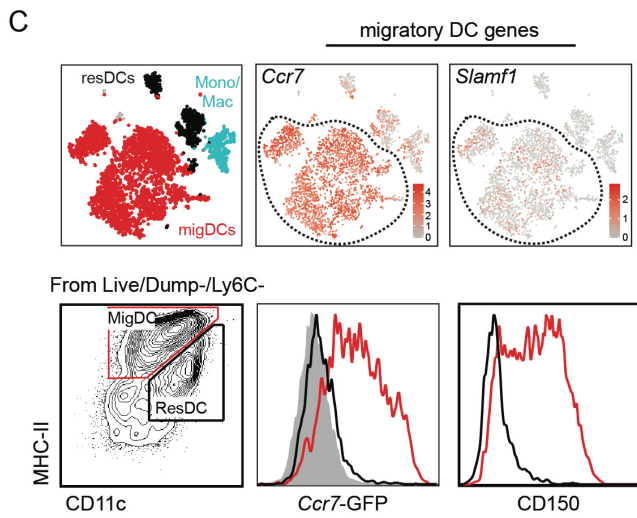 C
migratory DC genes
resDCs
Mono/
Mac
migDCs
Ccr7
4
3
2
1
0
Slamf1
2
1
0
From Live/Dump-/Ly6C-
MigDC
ResDC
MHC-II
CD11c
Ccr7-GFP
CD150